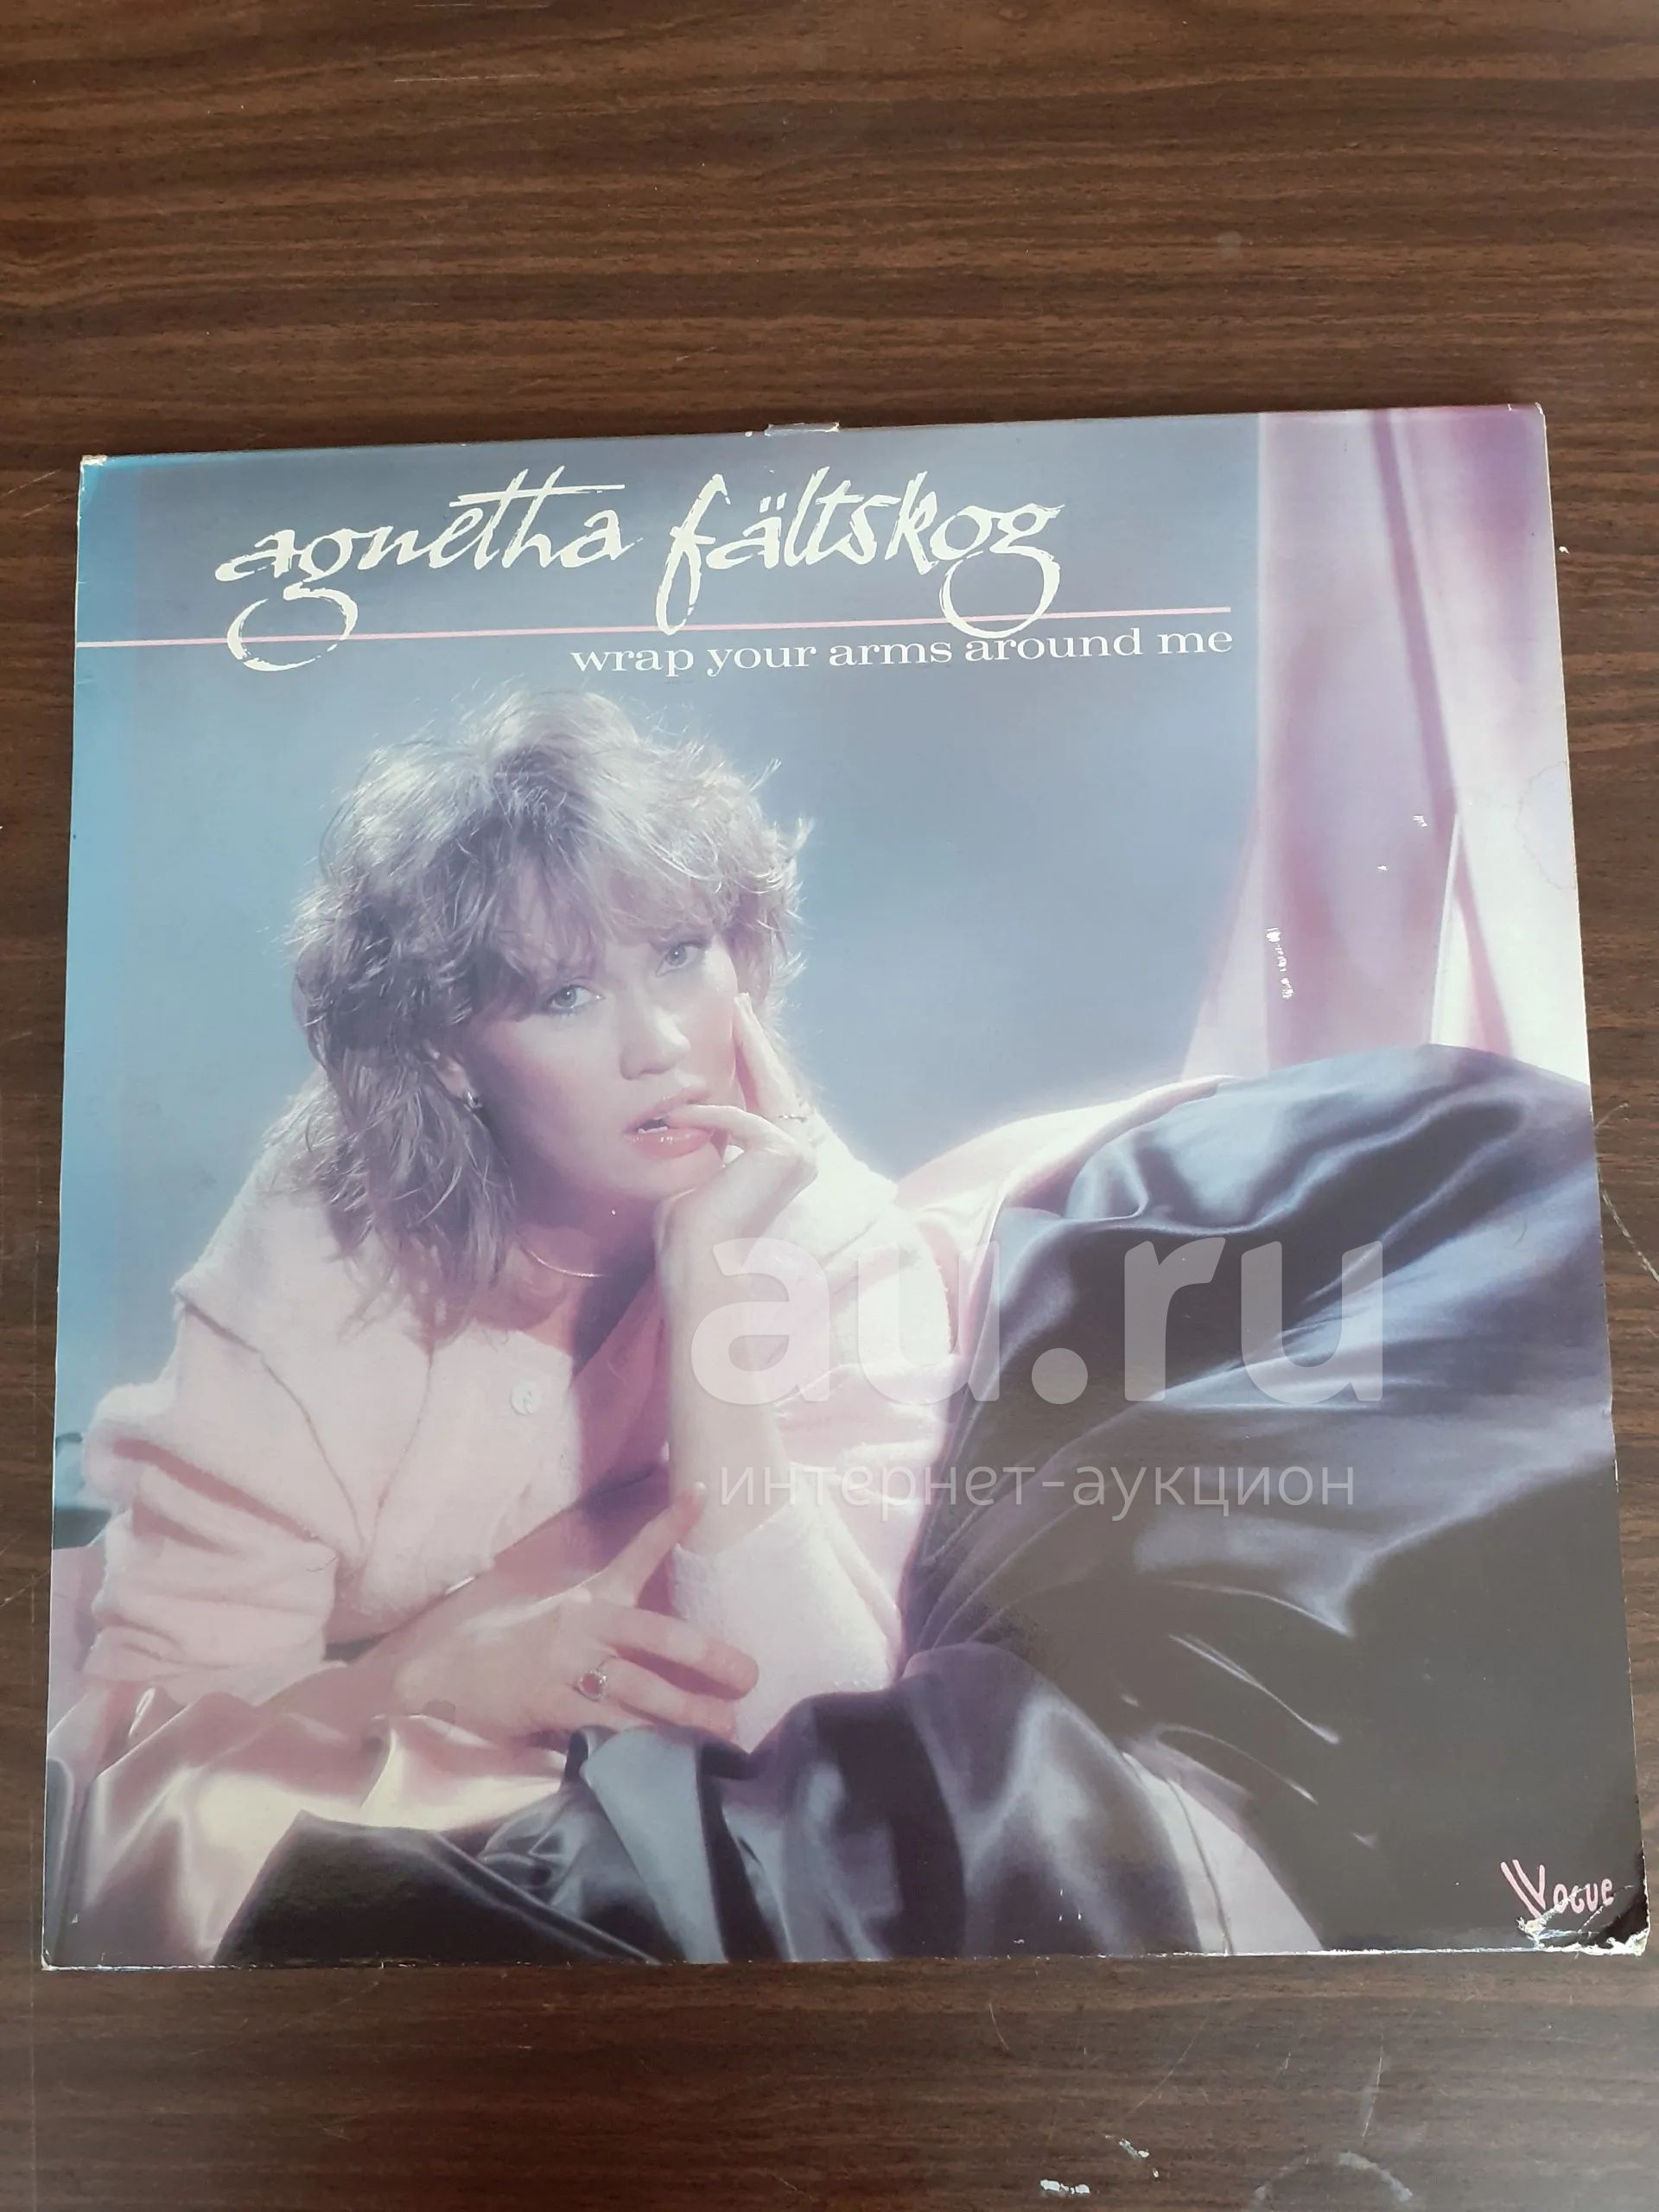 agnetha fältskog
wrap your arms around me
au.ru
интернет-аукцион
Vogue